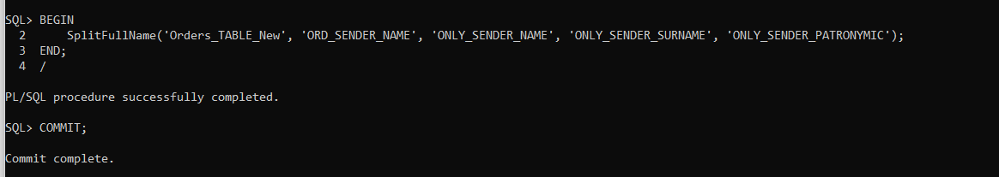 SQL> BEGIN
  2      SplitFullName('Orders_TABLE_New', 'ORD_SENDER_NAME', 'ONLY_SENDER_NAME', 'ONLY_SENDER_SURNAME', 'ONLY_SENDER_PATRONYMIC');
  3  END;
  4  /
PL/SQL procedure successfully completed.
SQL> COMMIT;
Commit complete.